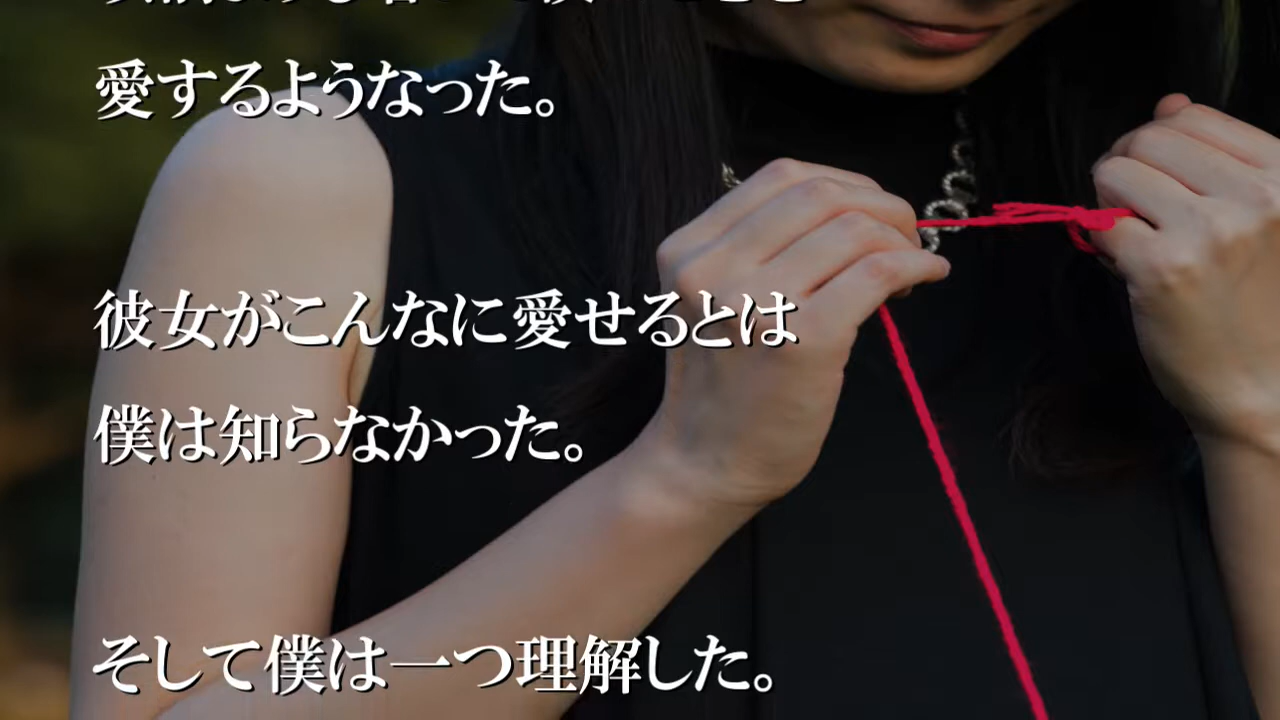 愛するようなった。
彼女がこんなに愛せるとは
僕は知らなかった。
そして僕は一つ理解した。